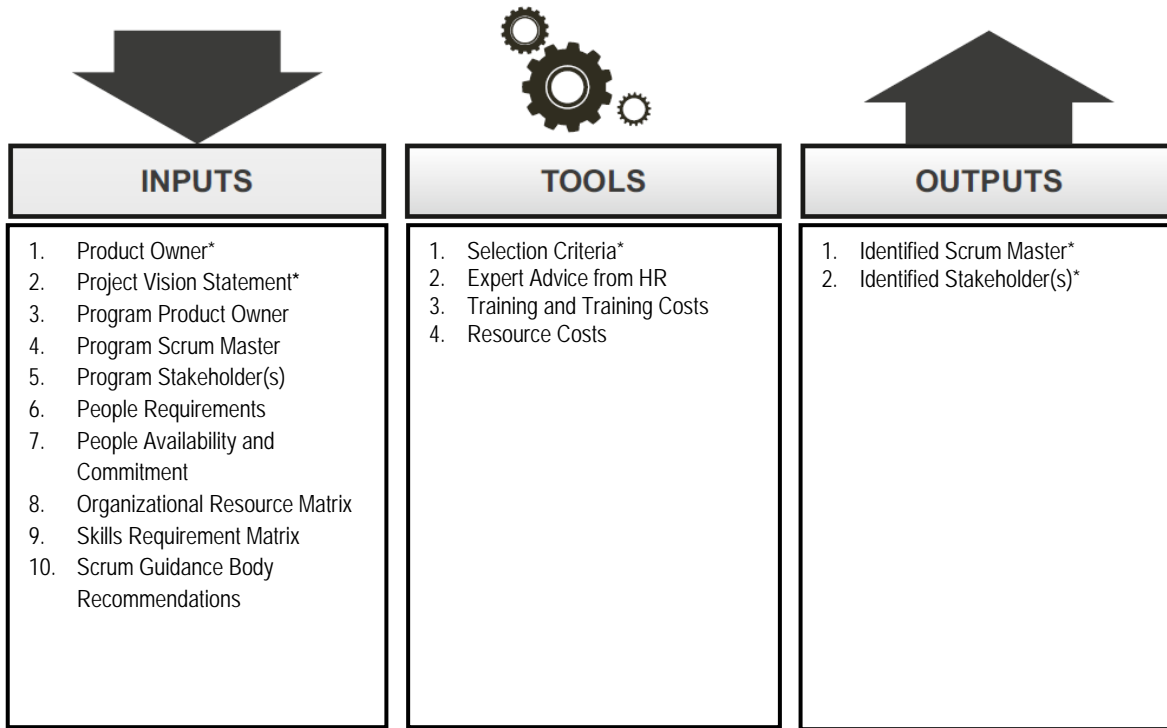 INPUTS
1. Product Owner*
2. Project Vision Statement*
3. Program Product Owner
4. Program Scrum Master
5. Program Stakeholder(s)
6. People Requirements
7. People Availability and
Commitment
8. Organizational Resource Matrix
9. Skills Requirement Matrix
10. Scrum Guidance Body
Recommendations
TOOLS
1. Selection Criteria*
2. Expert Advice from HR
3. Training and Training Costs
4. Resource Costs
OUTPUTS
1. Identified Scrum Master*
2. Identified Stakeholder(s)*